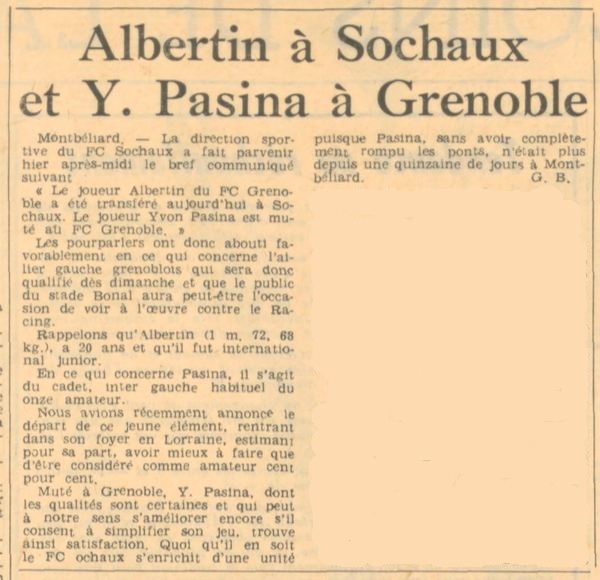 Albertin à Sochaux
et Y. Pasina à Grenoble
Montbéliard. — La direction spor-
tive du FC Sochaux a fait parvenir
hier après-midi le bref communiqué
suivant
« Le joueur Albertin du FC Greno-
ble a été transféré aujourd'hui à So-
chaux. Le joueur Yvon Pasina est mu-
té au FC Grenoble. »
Les pourparlers ont donc abouti fa-
vorablement en ce qui concerne l'ai-
lier gauche grenoblois qui sera donc
qualifié dès dimanche et que le public
du stade Bonal aura peut-être l'occa-
sion de voir à l'œuvre contre le Ra-
cing.
Rappelons qu'Albertin (1 m. 72, 68
kg.), a 20 ans et qu'il fut internatio-
nal junior.
En ce qui concerne Pasina, il s'agit
du cadet, inter gauche habituel du
onze amateur.
Nous avions récemment annoncé le
départ de ce jeune élément, rentrant
dans son foyer en Lorraine, estimant
pour sa part, avoir mieux à faire que
d'être considéré comme amateur cent
pour cent.
Muté à Grenoble, Y. Pasina, dont
les qualités sont certaines et qui peut
à notre sens s'améliorer encore s'il
consent à simplifier son jeu, trouve
ainsi satisfaction. Quoi qu'il en soit
le FC ochaux s'enrichit d'une unité
puisque Pasina, sans avoir complète-
ment rompu les ponts, n'était plus
depuis une quinzaine de jours à Mont-
béliard. G. B.